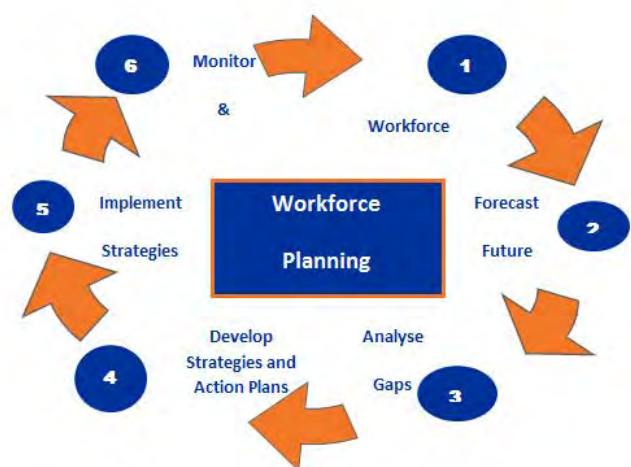 6
Monitor
&
1
Workforce
2
Forecast
Future
3
Analyse
Gaps
4
Develop
Strategies and
Action Plans
5
Implement
Strategies
Workforce
Planning